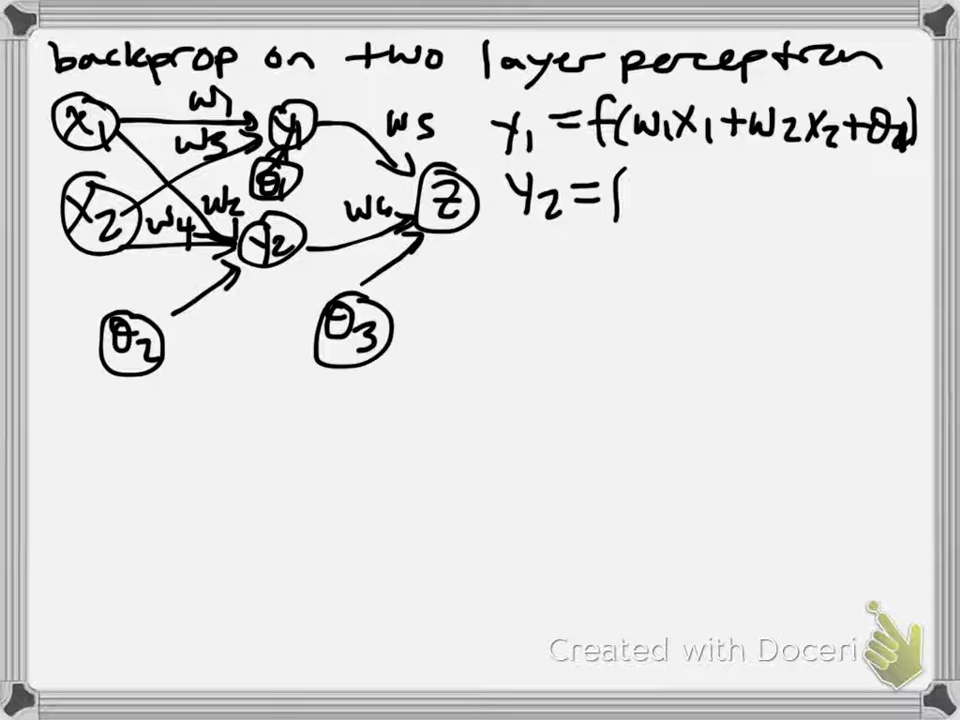 backprop on two layer perceptron
x1 w1 y1 w5 y1 = f(w1x1+w2x2+θ1)
w3
θ1
x2 w4 w2 y2 w6 z y2 = f
θ2 θ3
Created with Doceri